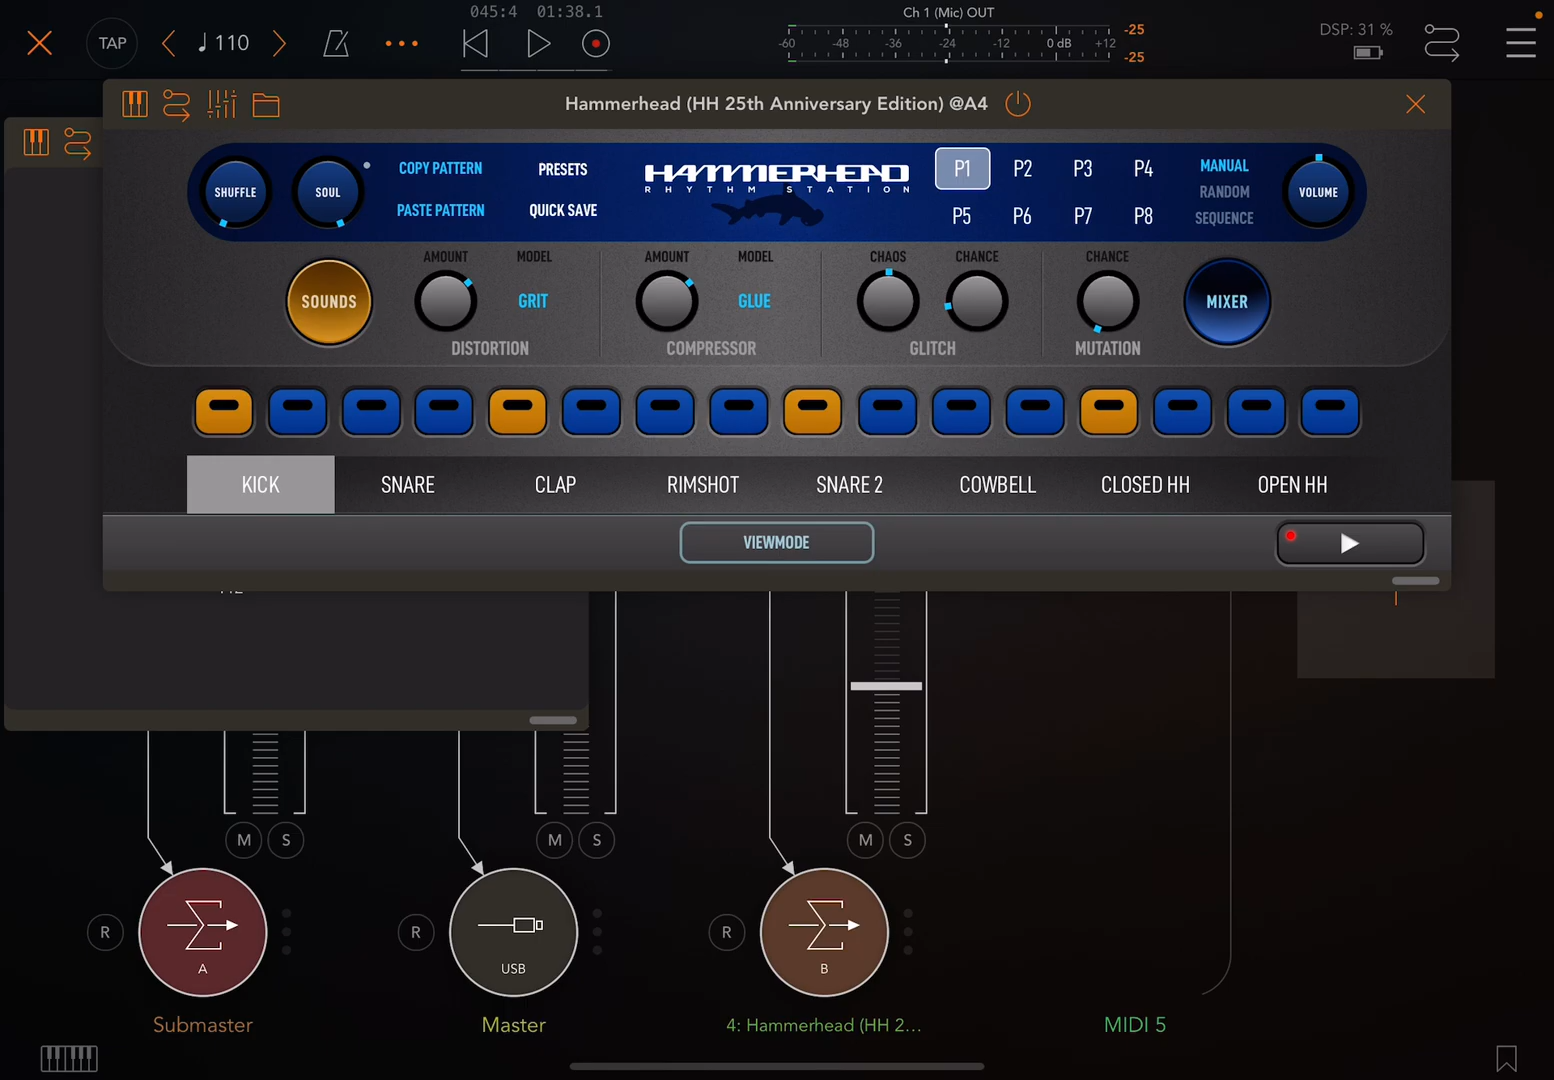 045:4 01:38.1
Ch 1 (Mic) OUT
TAP
110
-60 -48 -36 -24 -12 0 dB +12
-25
-25
DSP: 31 %
Hammerhead (HH 25th Anniversary Edition) @A4
SHUFFLE
SOUL
COPY PATTERN
PRESETS
PASTE PATTERN
QUICK SAVE
HAMMERHEAD
RHYTHM STATION
P1 P2 P3 P4
P5 P6 P7 P8
MANUAL
RANDOM
SEQUENCE
VOLUME
AMOUNT MODEL AMOUNT MODEL CHAOS CHANCE CHANCE
SOUNDS GRIT GLUE MIXER
DISTORTION COMPRESSOR GLITCH MUTATION
KICK SNARE CLAP RIMSHOT SNARE 2 COWBELL CLOSED HH OPEN HH
VIEWMODE
M S M S M S
R R R
A USB B
Submaster Master 4: Hammerhead (HH 2... MIDI 5